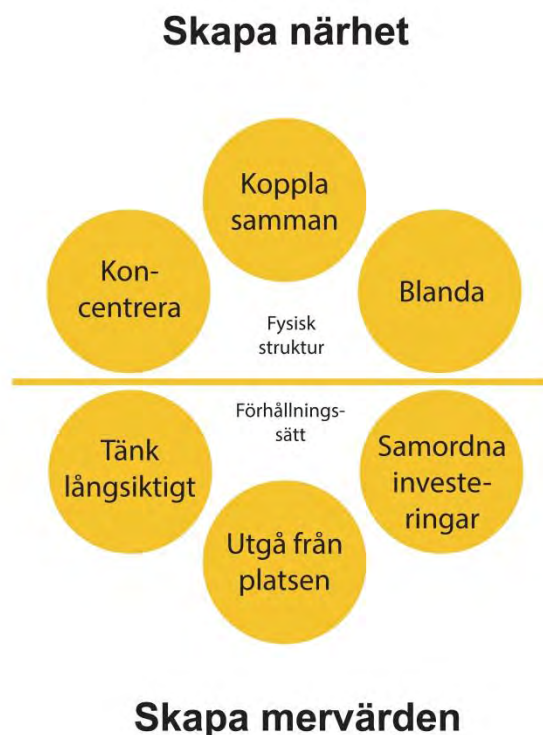 Skapa närhet
Koppla
samman
Kon-
centrera
Blanda
Fysisk
struktur
Förhållnings-
sätt
Tänk
långsiktigt
Samordna
investe-
ringar
Utgå från
platsen
Skapa mervärden